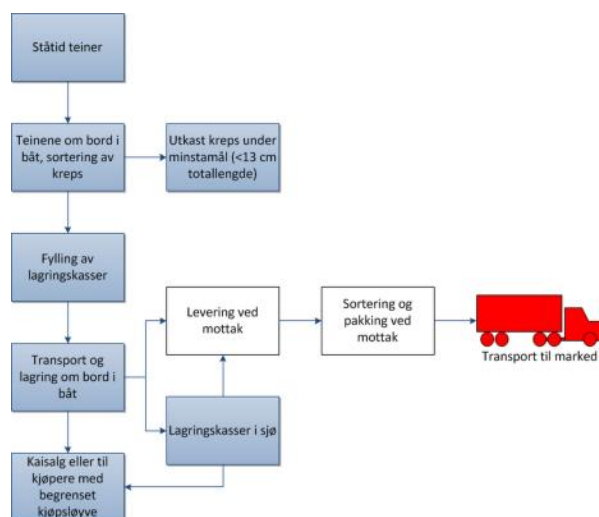 Ståtid teiner
Teinene om bord i
båt, sortering av
kreps
Utkast kreps under
minstamål (<13 cm
totallengde)
Fylling av
lagringskasser
Levering ved
mottak
Sortering og
pakking ved
mottak
Transport til marked
Transport og
lagring om bord i
båt
Lagringskasser i sjø
Kaisalg eller til
kjøpere med
begrenset
kjøpsløyve